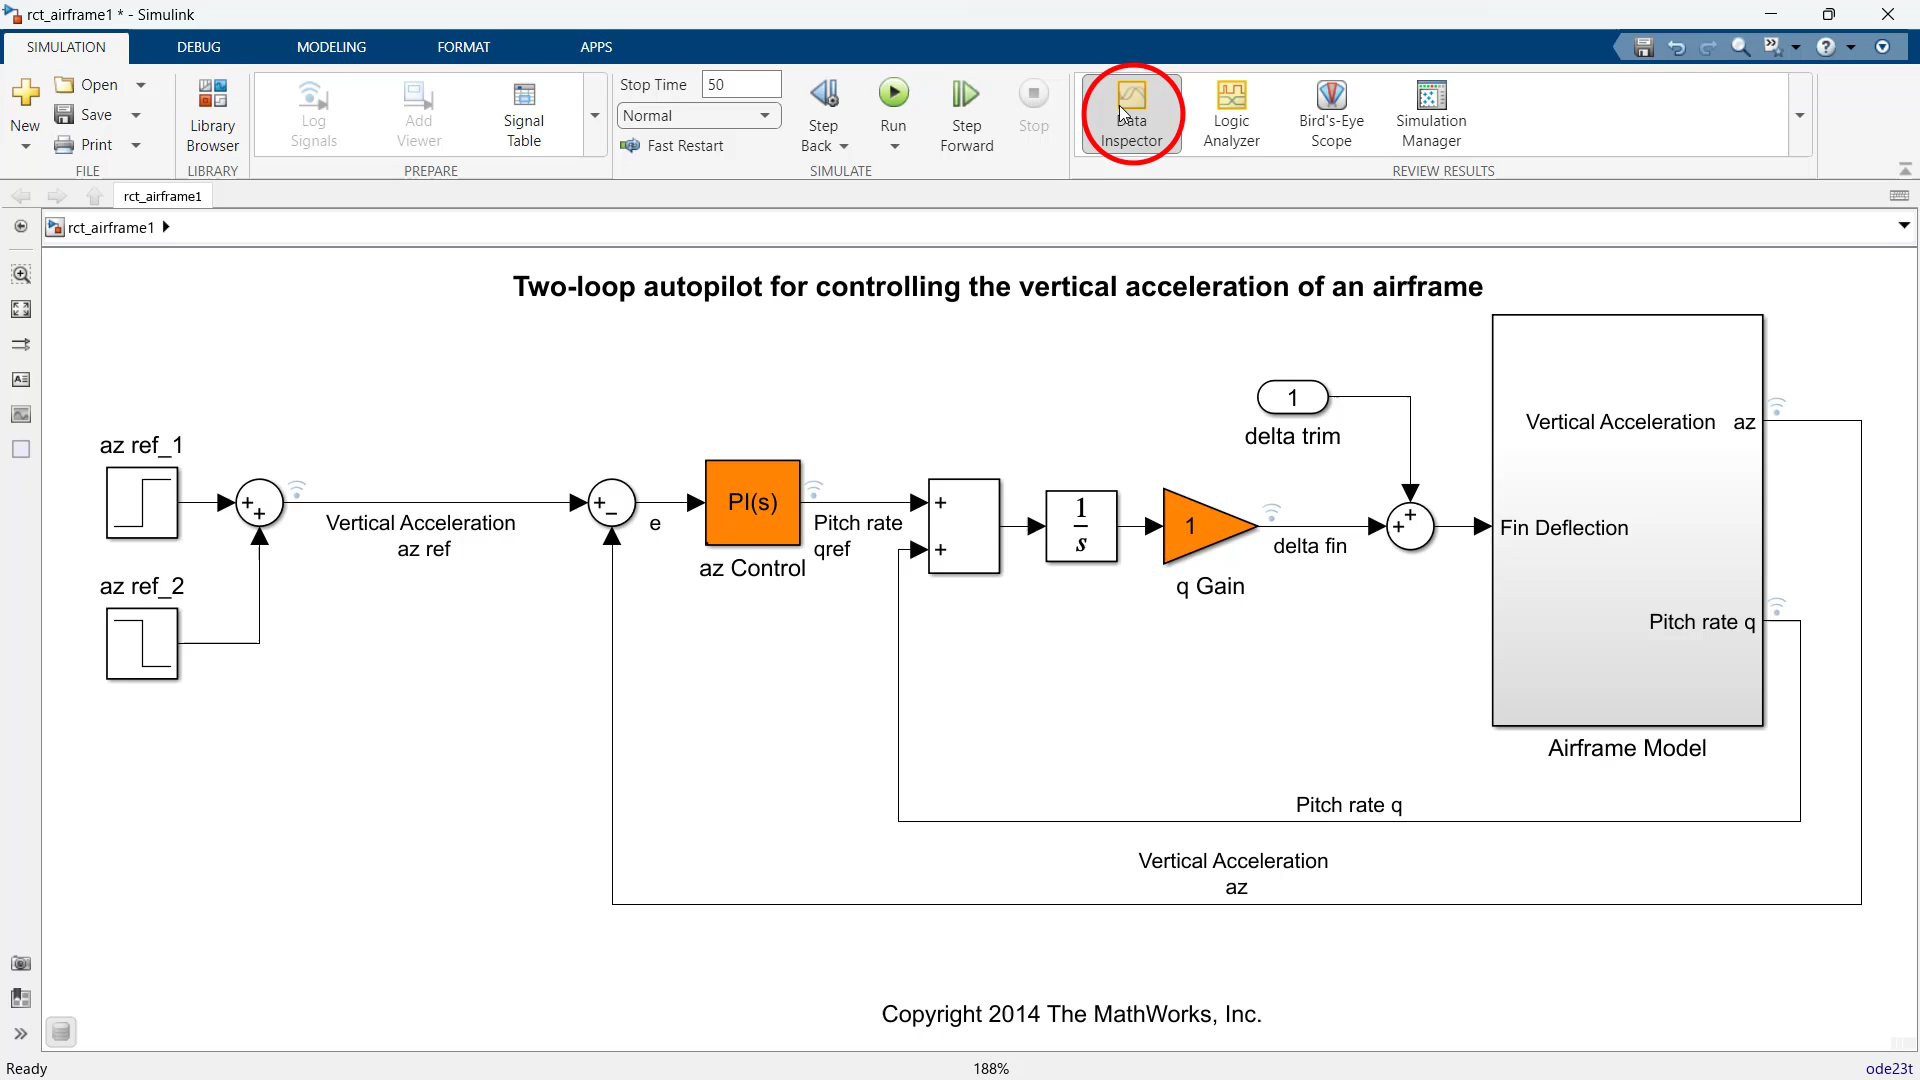 rct_airframe1 * - Simulink
SIMULATION DEBUG MODELING FORMAT APPS
New
Open
Save
Print
FILE
Library
Browser
LIBRARY
Log
Signals
Add
Viewer
Signal
Table
PREPARE
Stop Time 50
Normal
Fast Restart
Step
Back
Run
Step
Forward
Stop
SIMULATE
Data
Inspector
Logic
Analyzer
Bird's-Eye
Scope
Simulation
Manager
REVIEW RESULTS
rct_airframe1
rct_airframe1
Two-loop autopilot for controlling the vertical acceleration of an airframe
az ref_1
az ref_2
+
+
Vertical Acceleration
az ref
+
−
e
PI(s)
az Control
Pitch rate
qref
+
+
1
s
1
q Gain
delta fin
1
delta trim
+
+
Vertical Acceleration az
Fin Deflection
Pitch rate q
Airframe Model
Pitch rate q
Vertical Acceleration
az
Copyright 2014 The MathWorks, Inc.
Ready 188% ode23t